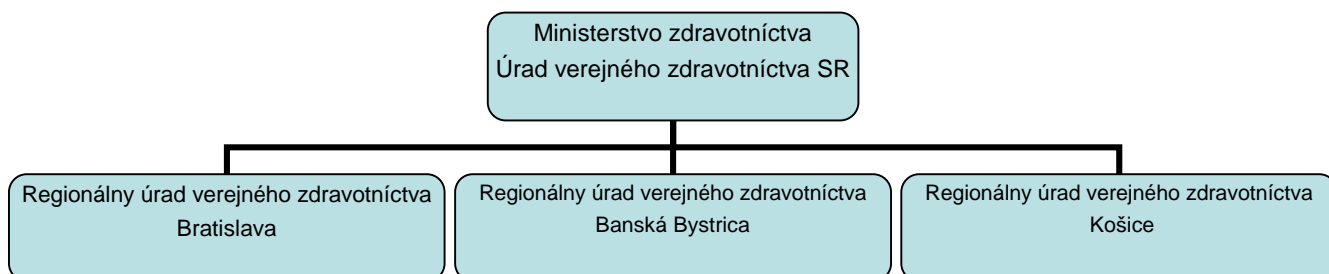 Ministerstvo zdravotníctva
Úrad verejného zdravotníctva SR
Regionálny úrad verejného zdravotníctva
Bratislava
Regionálny úrad verejného zdravotníctva
Banská Bystrica
Regionálny úrad verejného zdravotníctva
Košice